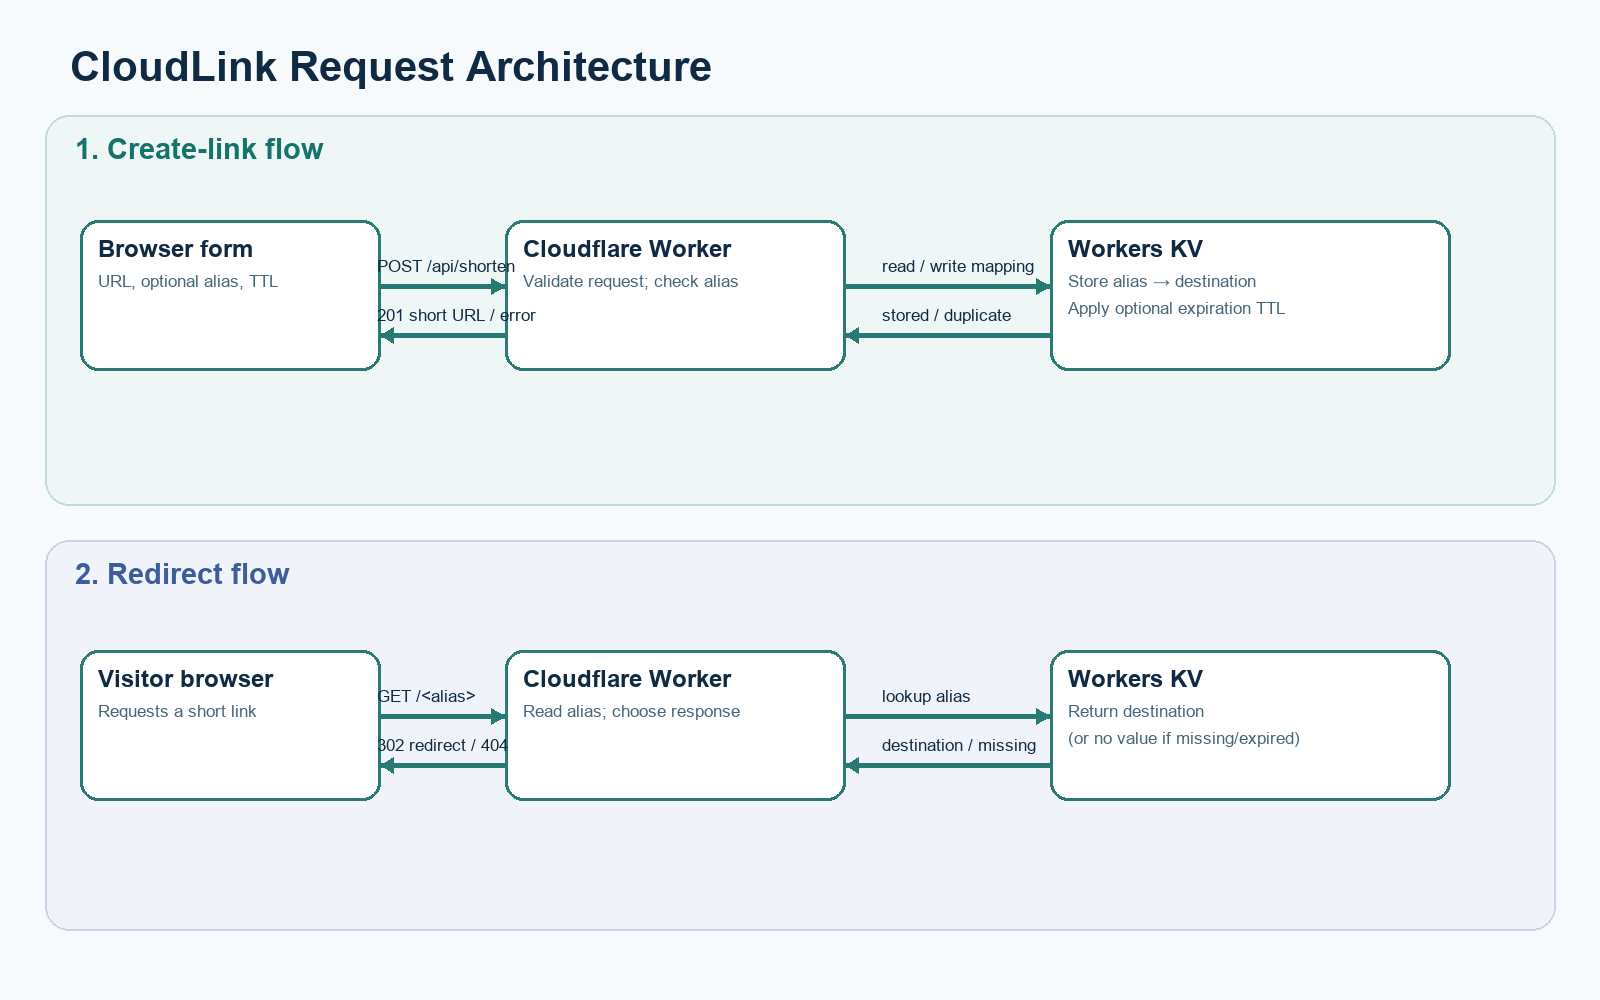 CloudLink Request Architecture
1. Create-link flow
Browser form
URL, optional alias, TTL
POST /api/shorten
201 short URL / error
Cloudflare Worker
Validate request; check alias
read / write mapping
stored / duplicate
Workers KV
Store alias → destination
Apply optional expiration TTL
2. Redirect flow
Visitor browser
Requests a short link
GET /<alias>
302 redirect / 404
Cloudflare Worker
Read alias; choose response
lookup alias
destination / missing
Workers KV
Return destination
(or no value if missing/expired)